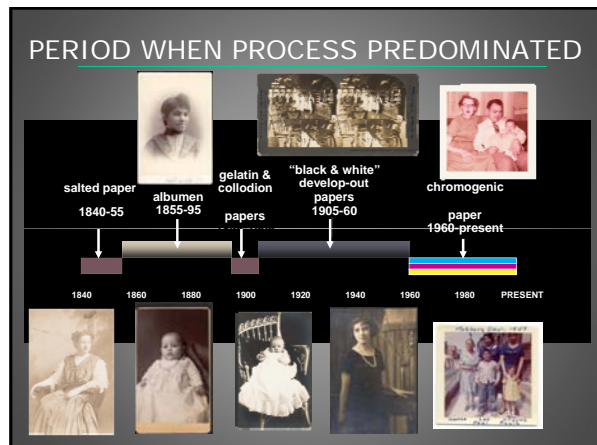 PERIOD WHEN PROCESS PREDOMINATED
salted paper
1840-55
albumen
1855-95
gelatin &
collodion
papers
“black & white”
develop-out
papers
1905-60
chromogenic
paper
1960-present
1840
1860
1880
1900
1920
1940
1960
1980
PRESENT